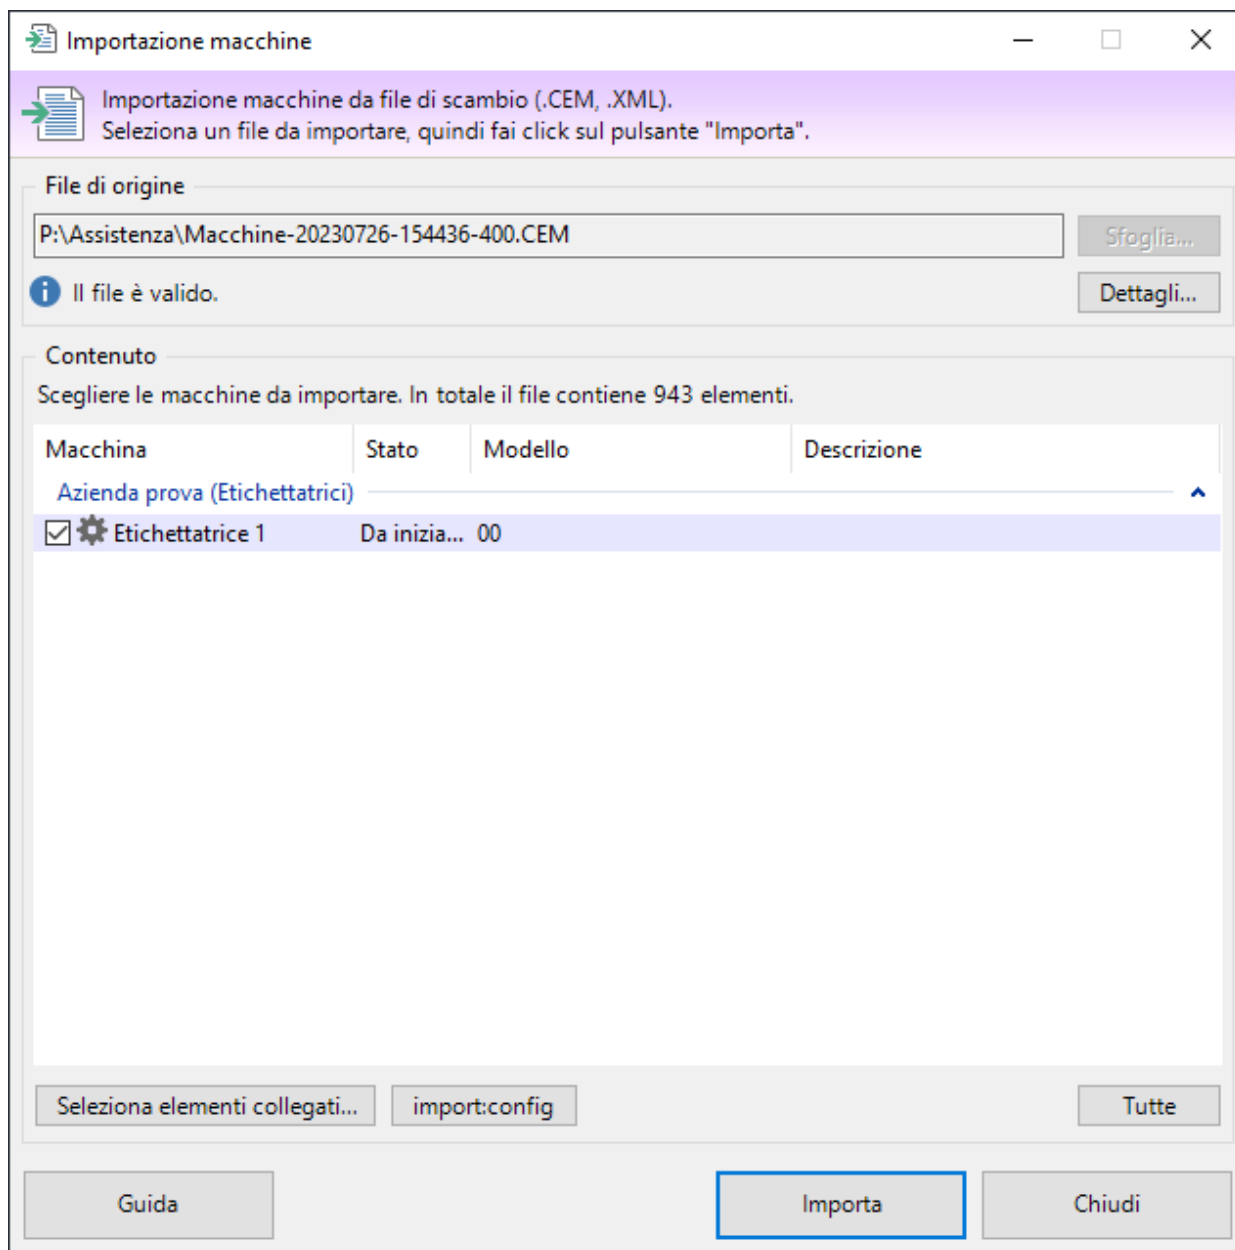 Importazione macchine
Importazione macchine da file di scambio (.CEM, .XML).
Seleziona un file da importare, quindi fai click sul pulsante "Importa".
File di origine
P:\Assistenza\Macchine-20230726-154436-400.CEM
Sfoglia...
Il file è valido.
Dettagli...
Contenuto
Scegliere le macchine da importare. In totale il file contiene 943 elementi.
Macchina Stato Modello Descrizione
Azienda prova (Etichettatrici)
Etichettatrice 1 Da inizia... 00
Seleziona elementi collegati... import:config Tutte
Guida Importa Chiudi